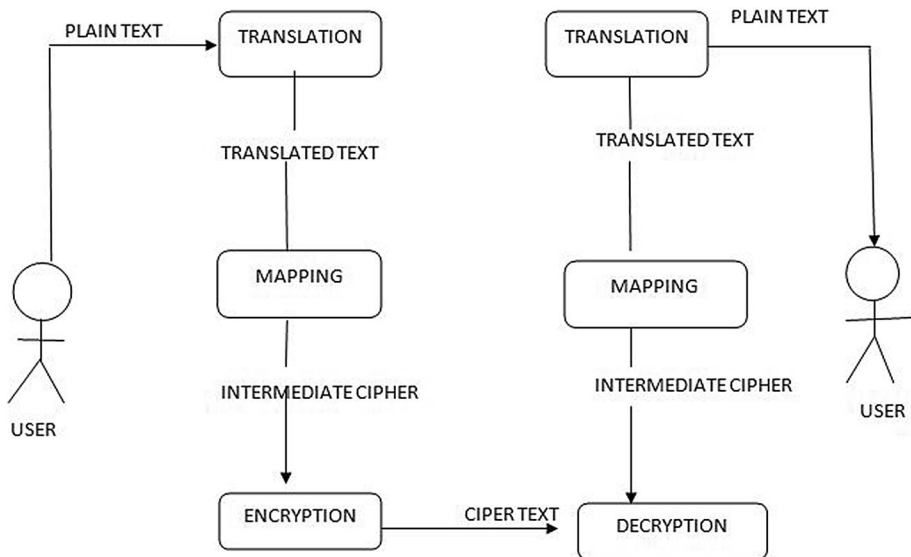 PLAIN TEXT
TRANSLATION
TRANSLATED TEXT
MAPPING
INTERMEDIATE CIPHER
USER
ENCRYPTION
CIPER TEXT
DECRYPTION
INTERMEDIATE CIPHER
MAPPING
TRANSLATED TEXT
TRANSLATION
PLAIN TEXT
USER